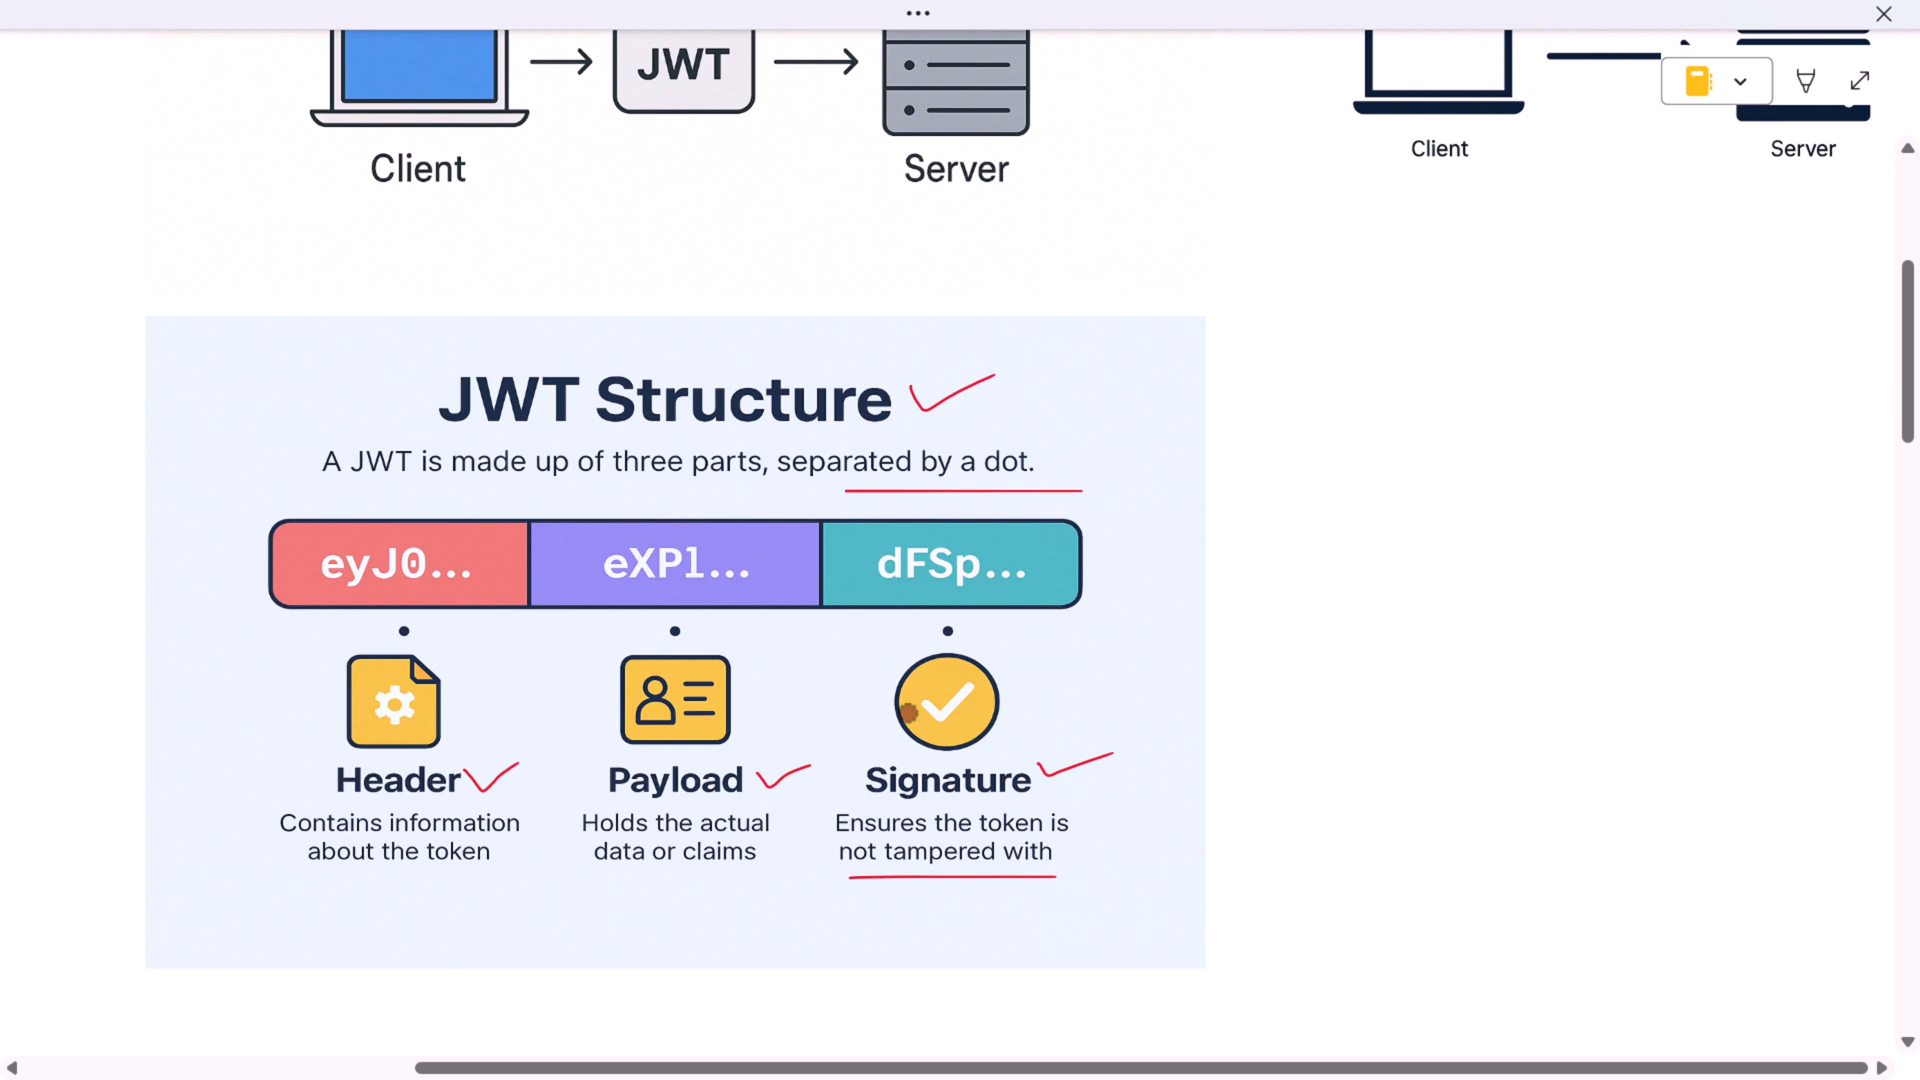 JWT
Client
Server
Client
Server
JWT Structure
A JWT is made up of three parts, separated by a dot.
eyJ0...
eXPl...
dFSp...
Header
Contains information
about the token
Payload
Holds the actual
data or claims
Signature
Ensures the token is
not tampered with